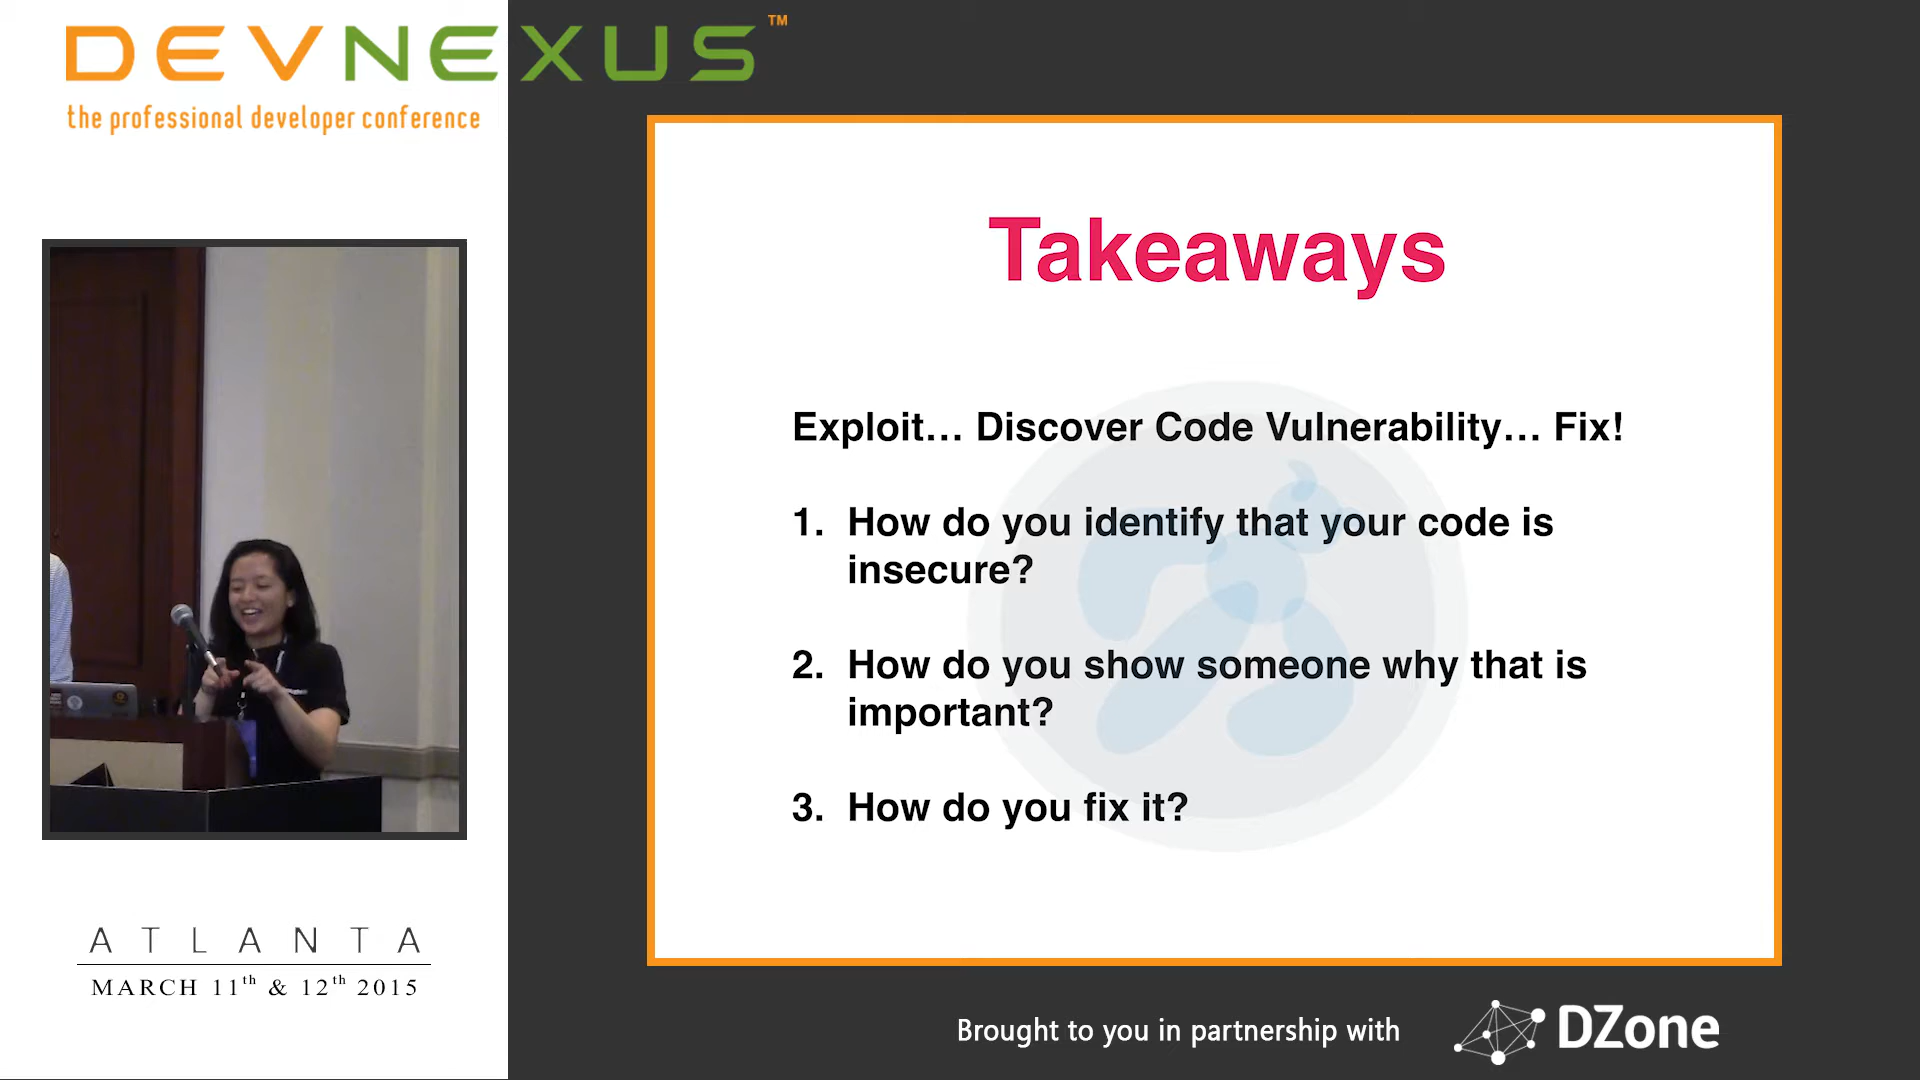 DEVNEXUS™
the professional developer conference
Takeaways
Exploit… Discover Code Vulnerability… Fix!
1. How do you identify that your code is
insecure?
2. How do you show someone why that is
important?
3. How do you fix it?
ATLANTA
MARCH 11th & 12th 2015
Brought to you in partnership with
DZone